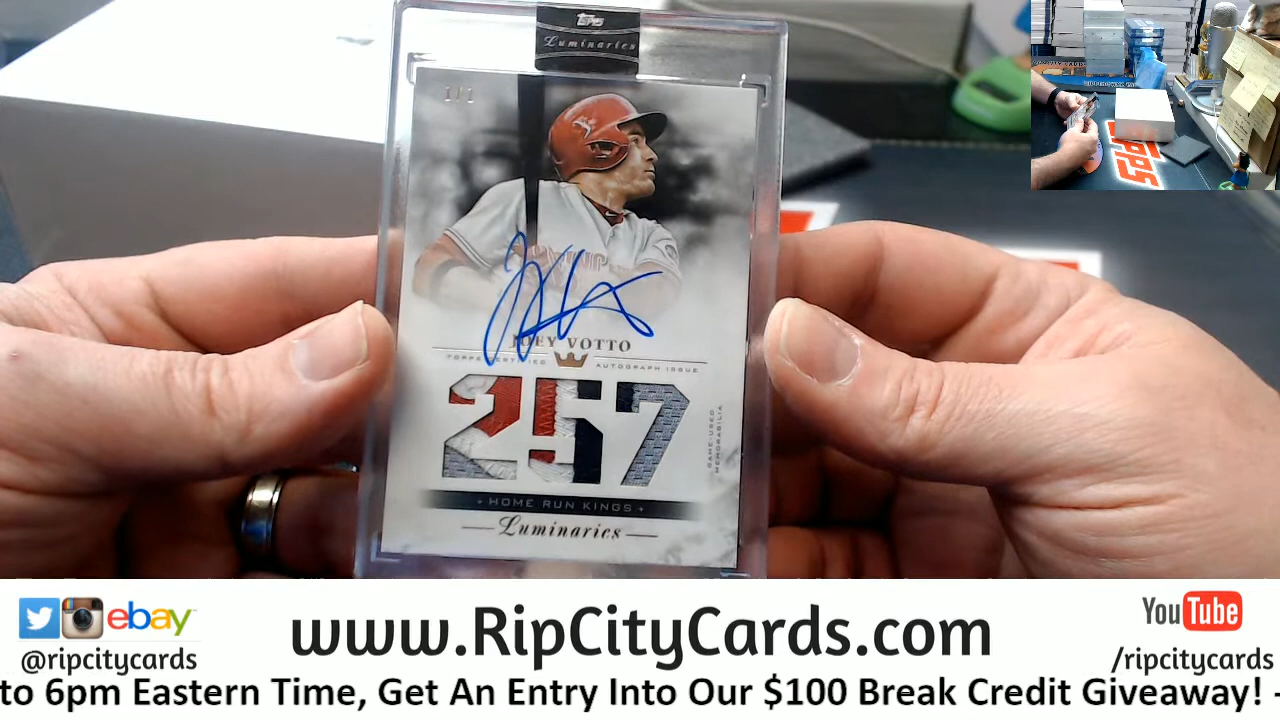 Topps
Luminaries
1/1
JOEY VOTTO
TOPPS CERTIFIED AUTOGRAPH ISSUE
257
GAME-USED
MEMORABILIA
HOME RUN KINGS
Luminaries
ebay
www.RipCityCards.com
YouTube
@ripcitycards
/ripcitycards
to 6pm Eastern Time, Get An Entry Into Our $100 Break Credit Giveaway! -